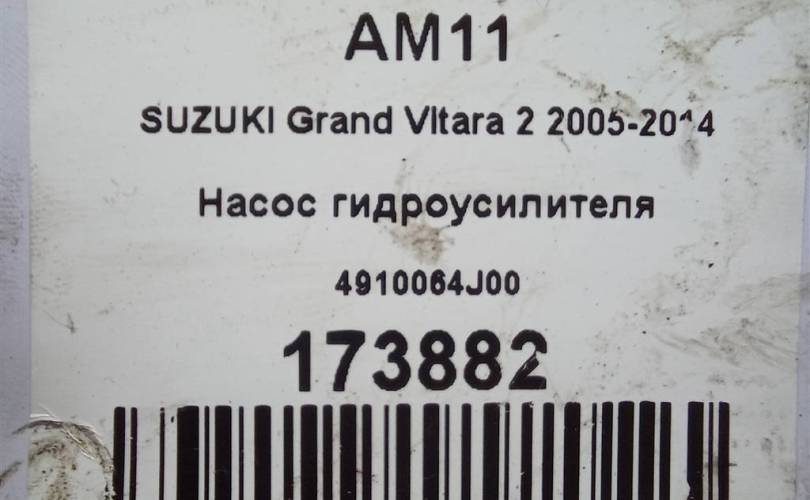 AM11
SUZUKI Grand VItara 2 2005-2014
Насос гидроусилителя
4910064J00
173882